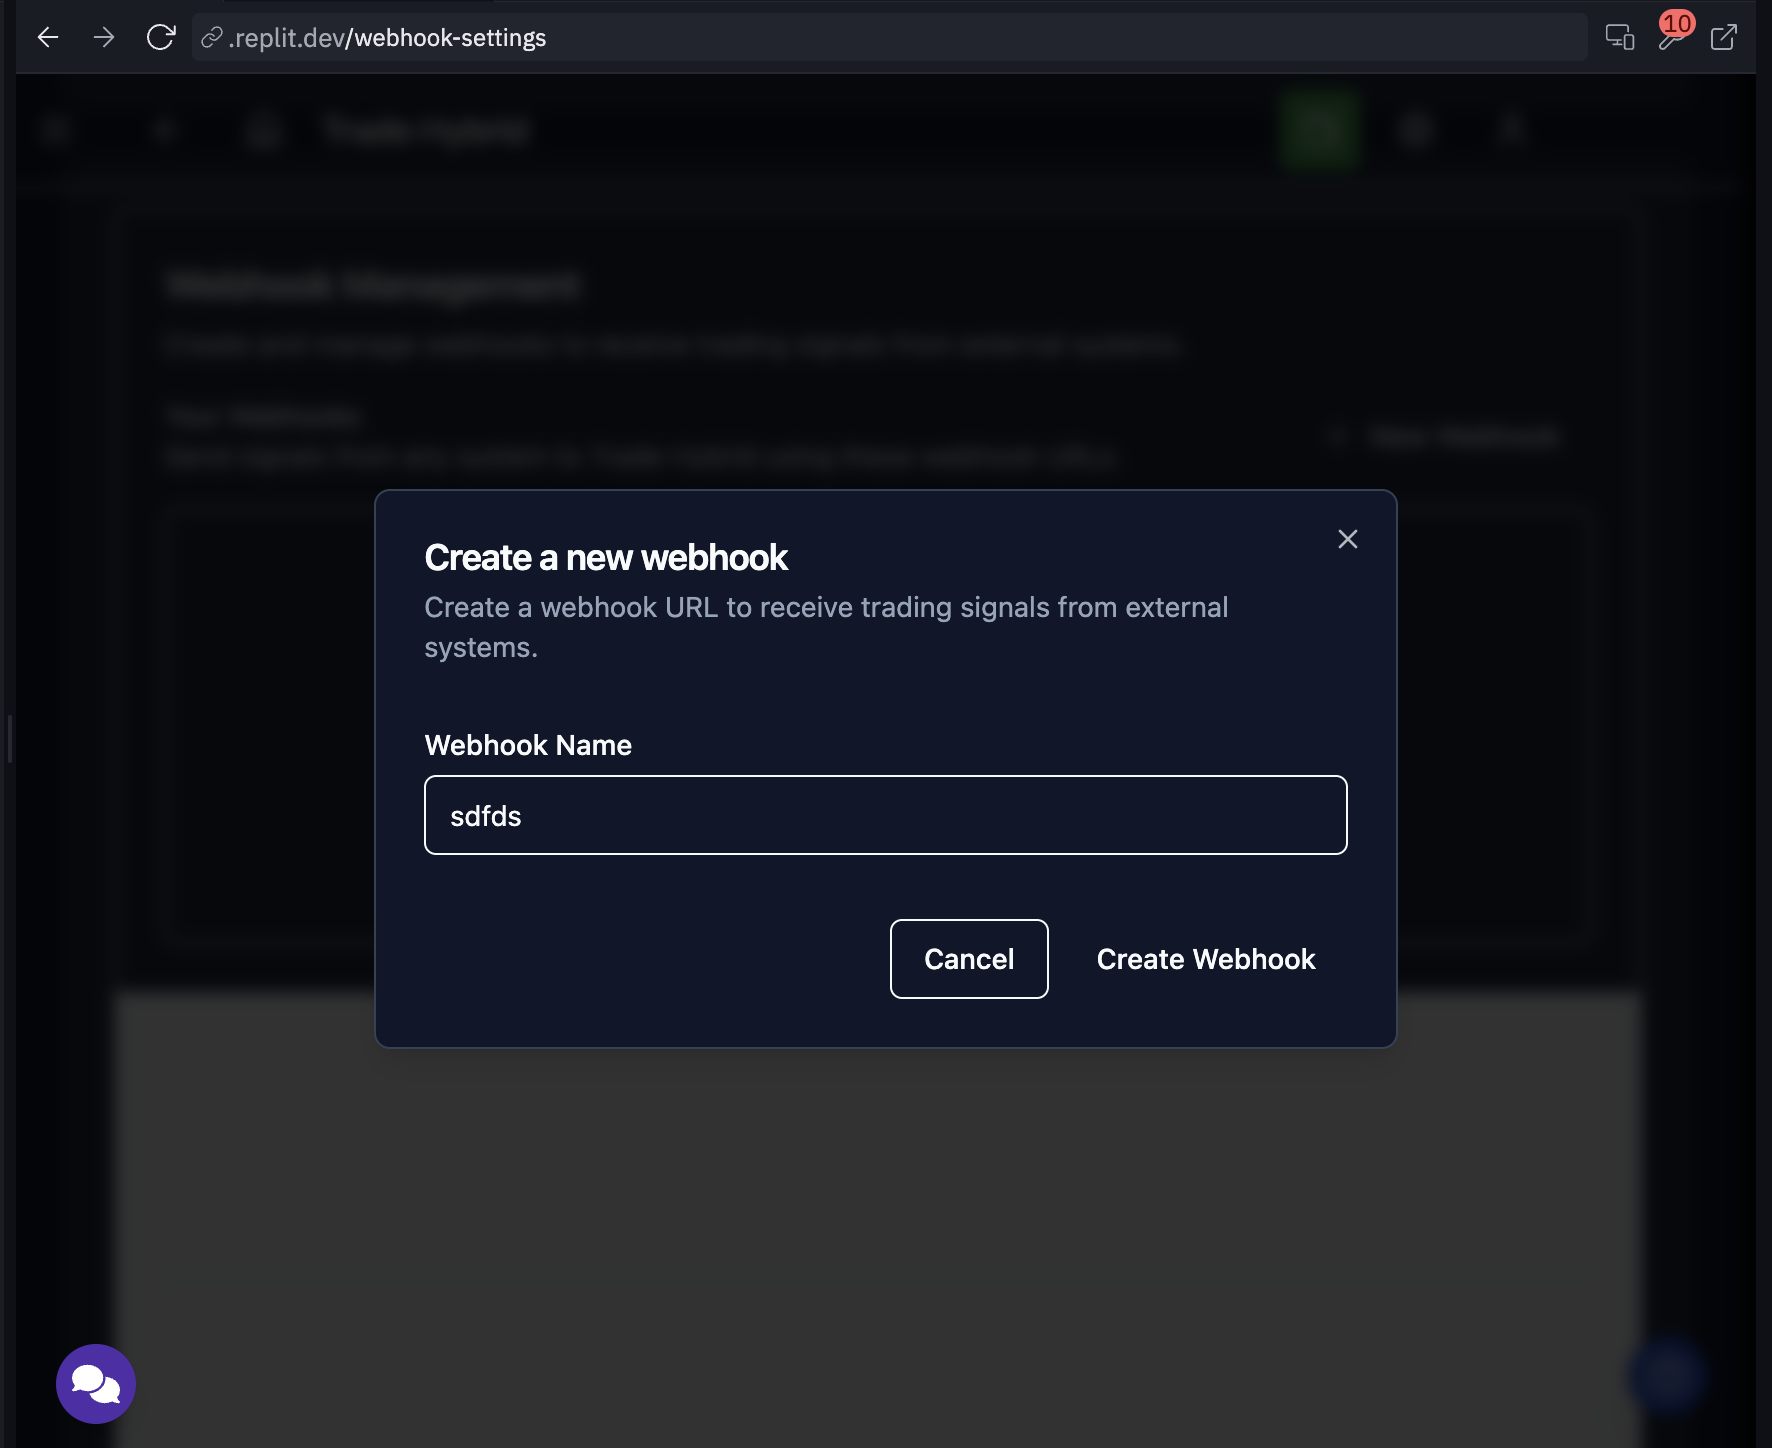 .replit.dev/webhook-settings
10
Trade Hybrid
Webhook Management
Create and manage webhooks to receive trading signals from external systems.
Your Webhooks
Send signals from any system to Trade Hybrid using these webhook URLs.
New Webhook
Create a new webhook
Create a webhook URL to receive trading signals from external
systems.
Webhook Name
sdfds
Cancel
Create Webhook